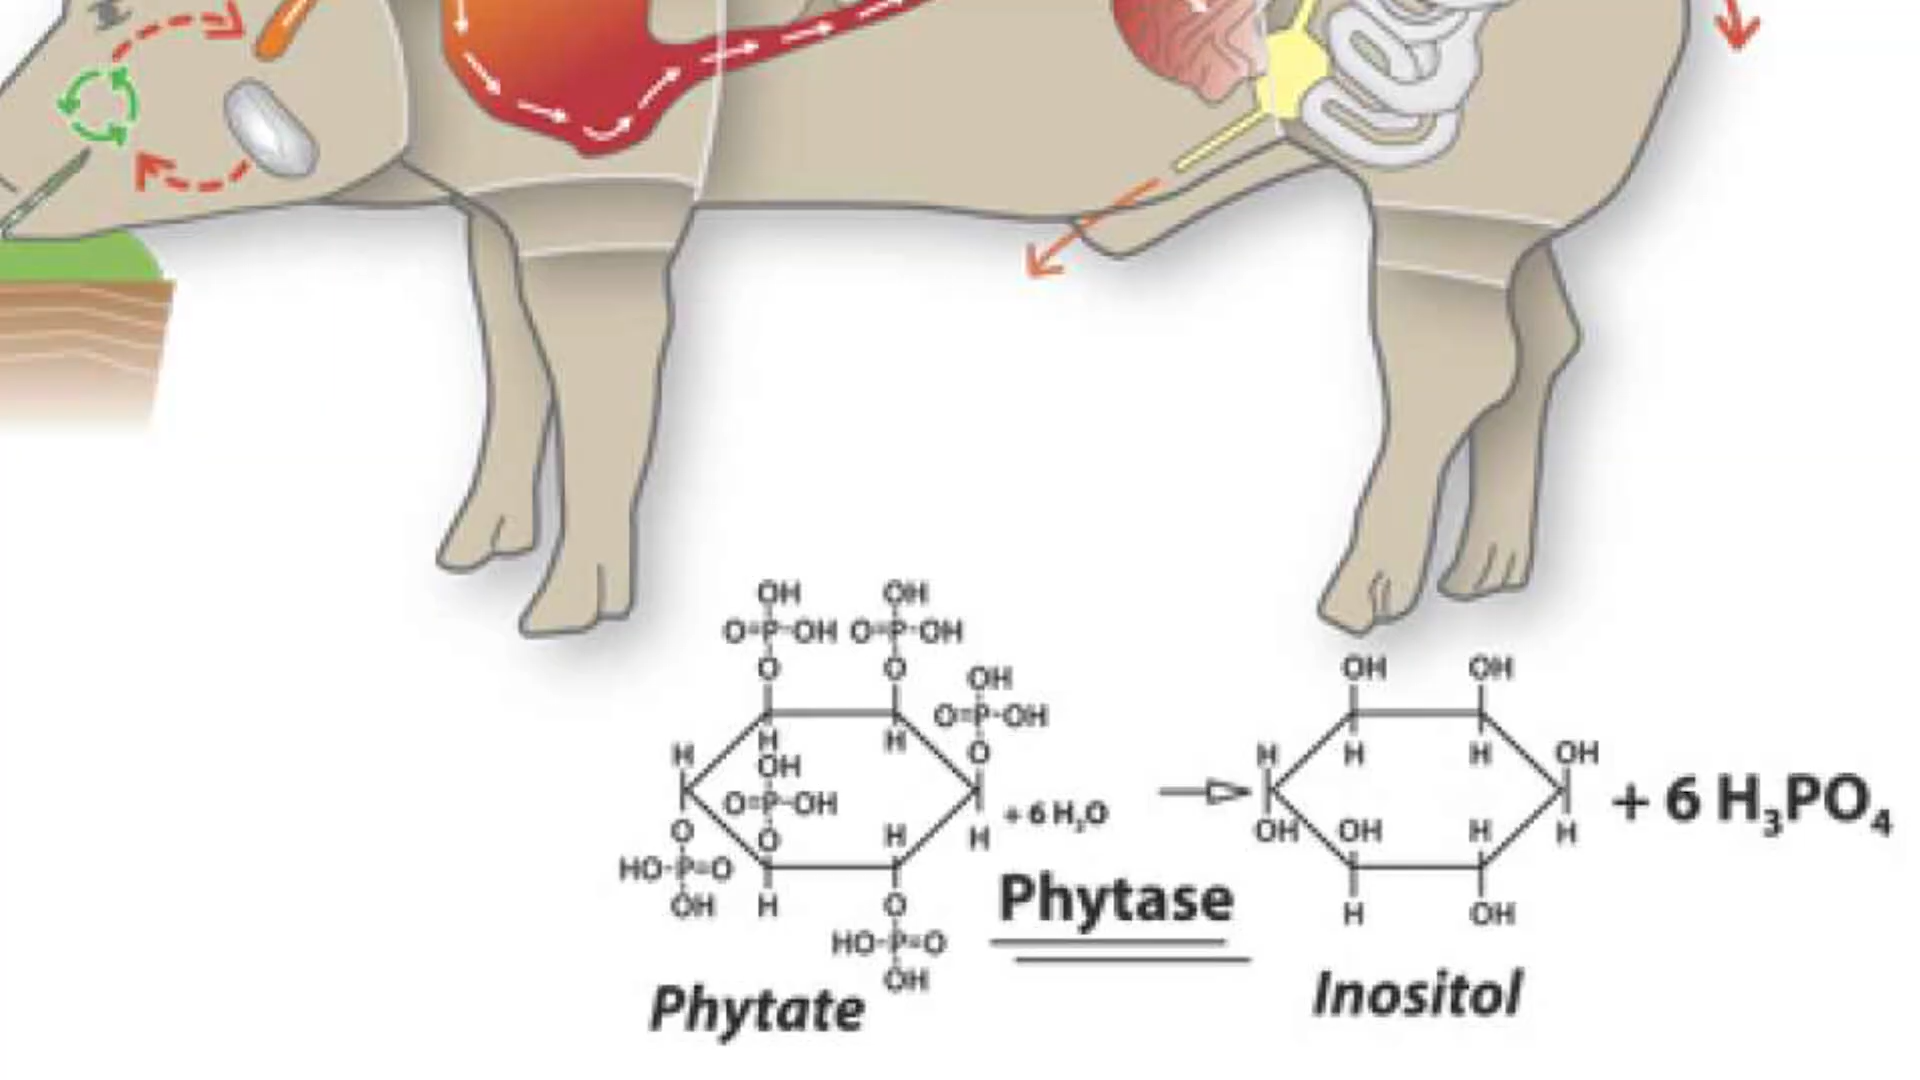 OH OH
O=P-OH O=P-OH
O O OH
O=P-OH
H H H O
OH
O=P-OH
O O H H
HO-P=O
OH H O
HO-P=O
OH
+ 6 H₂O
Phytase
Phytate
OH OH
H H H OH
OH OH H H
H OH
Inositol
+ 6 H₃PO₄